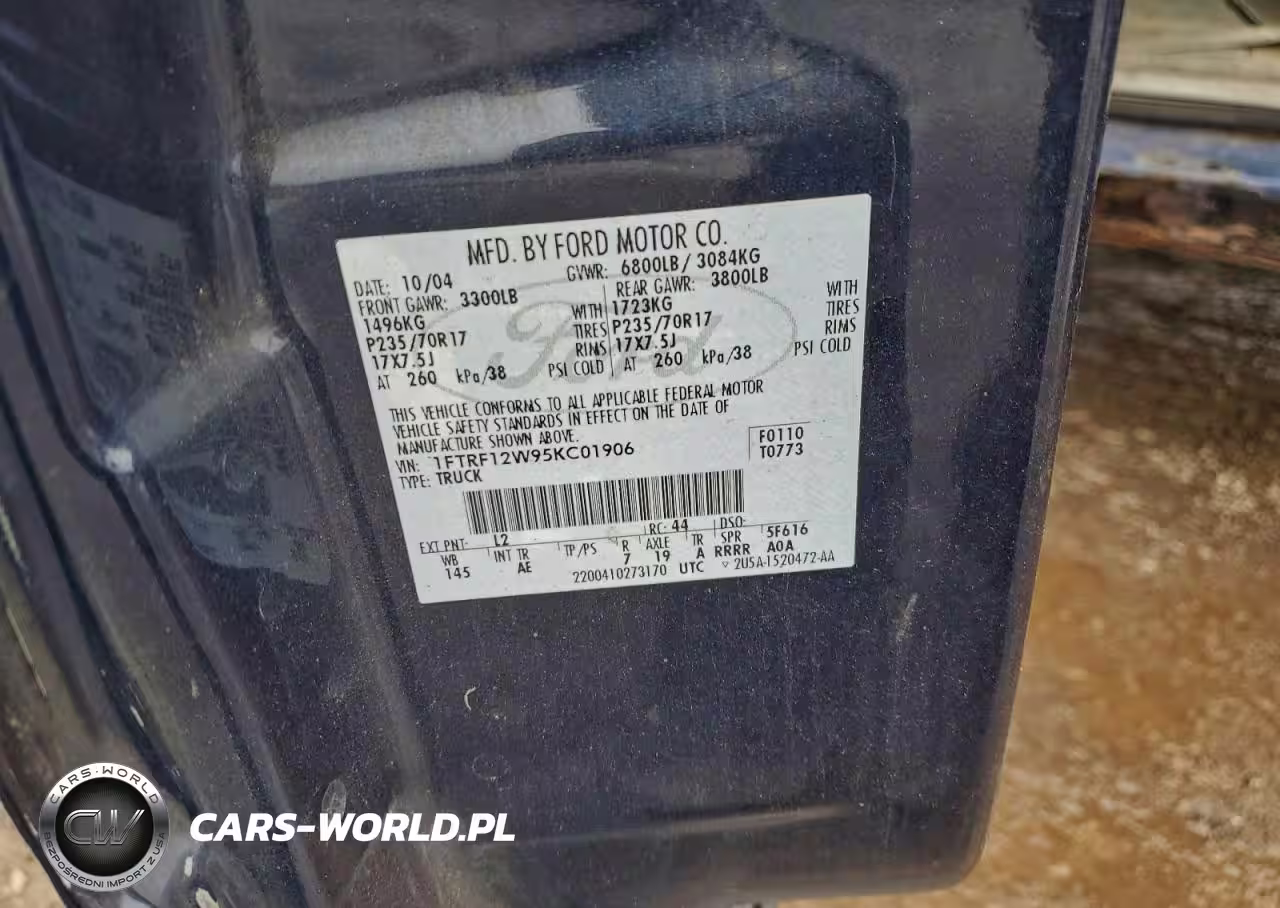 MFD. BY FORD MOTOR CO.
DATE: 10/04 GVWR: 6800LB/ 3084KG
FRONT GAWR: 3300LB REAR GAWR: 3800LB
1496KG WITH 1723KG WITH
P235/70R17 TIRES P235/70R17 TIRES
17X7.5J RIMS 17X7.5J RIMS
AT 260 kPa/38 PSI COLD AT 260 kPa/38 PSI COLD
Ford
THIS VEHICLE CONFORMS TO ALL APPLICABLE FEDERAL MOTOR
VEHICLE SAFETY STANDARDS IN EFFECT ON THE DATE OF
MANUFACTURE SHOWN ABOVE.
VIN: 1FTRF12W95KC01906 F0110
TYPE: TRUCK T0773
EXT PNT: L2 RC: 44 DSO:
WB INT TR TP/PS R AXLE TR SPR 5F616
145 AE 7 19 A RRRR A0A
2200410273170 UTC ▽ 2U5A-1520472-AA
CARS-WORLD
CW
BEZPOŚREDNI IMPORT Z USA
CARS-WORLD.PL